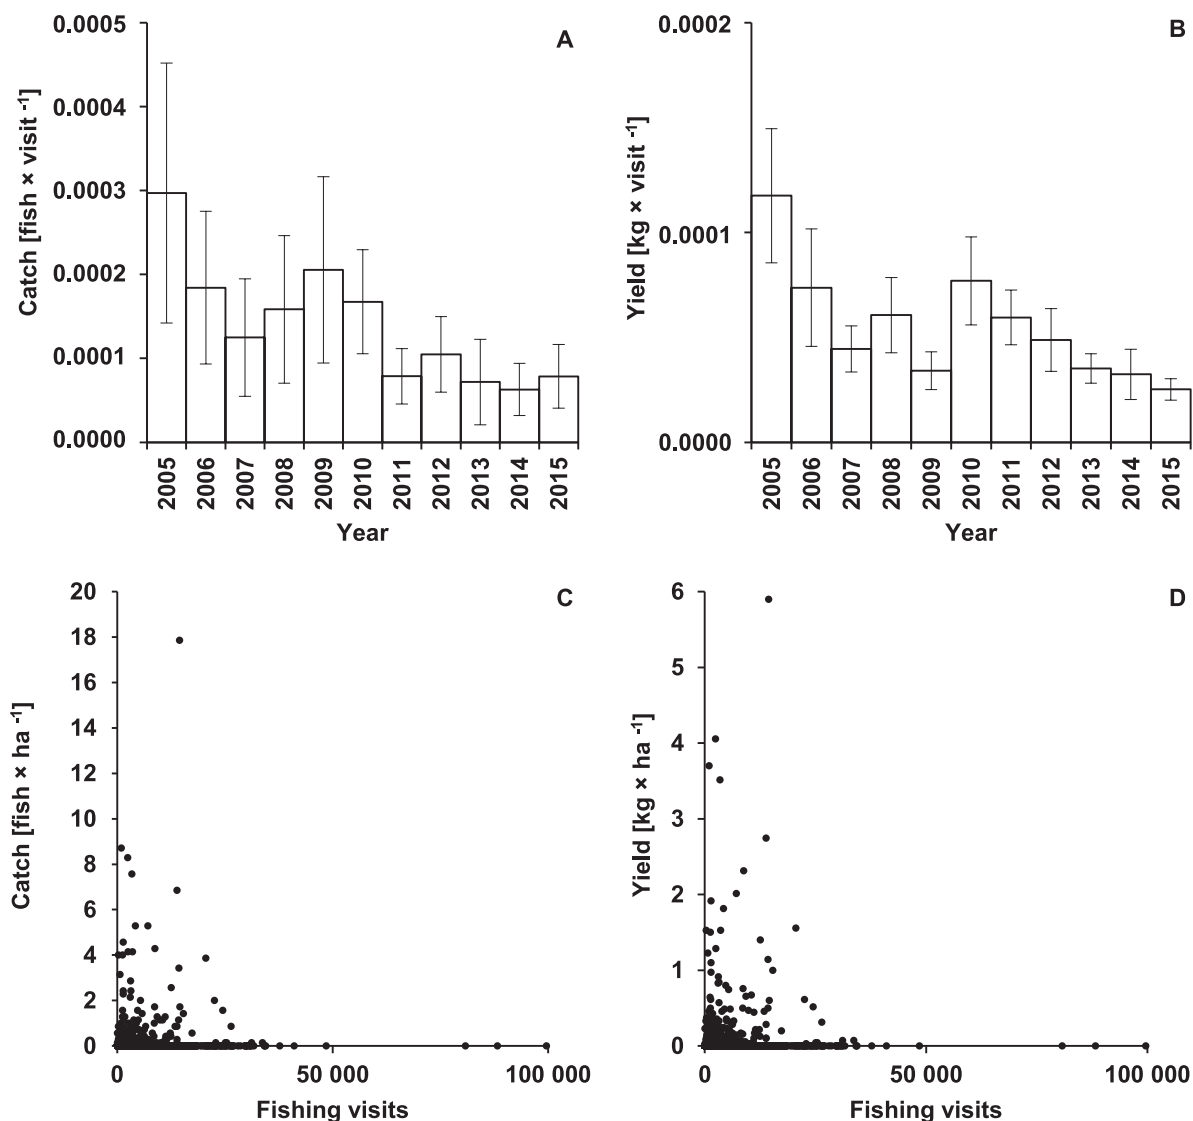 A
Catch [fish × visit ⁻¹]
0.0005
0.0004
0.0003
0.0002
0.0001
0.0000
2005 2006 2007 2008 2009 2010 2011 2012 2013 2014 2015
Year
B
Yield [kg × visit ⁻¹]
0.0002
0.0001
0.0000
2005 2006 2007 2008 2009 2010 2011 2012 2013 2014 2015
Year
C
Catch [fish × ha ⁻¹]
20
18
16
14
12
10
8
6
4
2
0
0 50 000 100 000
Fishing visits
D
Yield [kg × ha ⁻¹]
6
5
4
3
2
1
0
0 50 000 100 000
Fishing visits